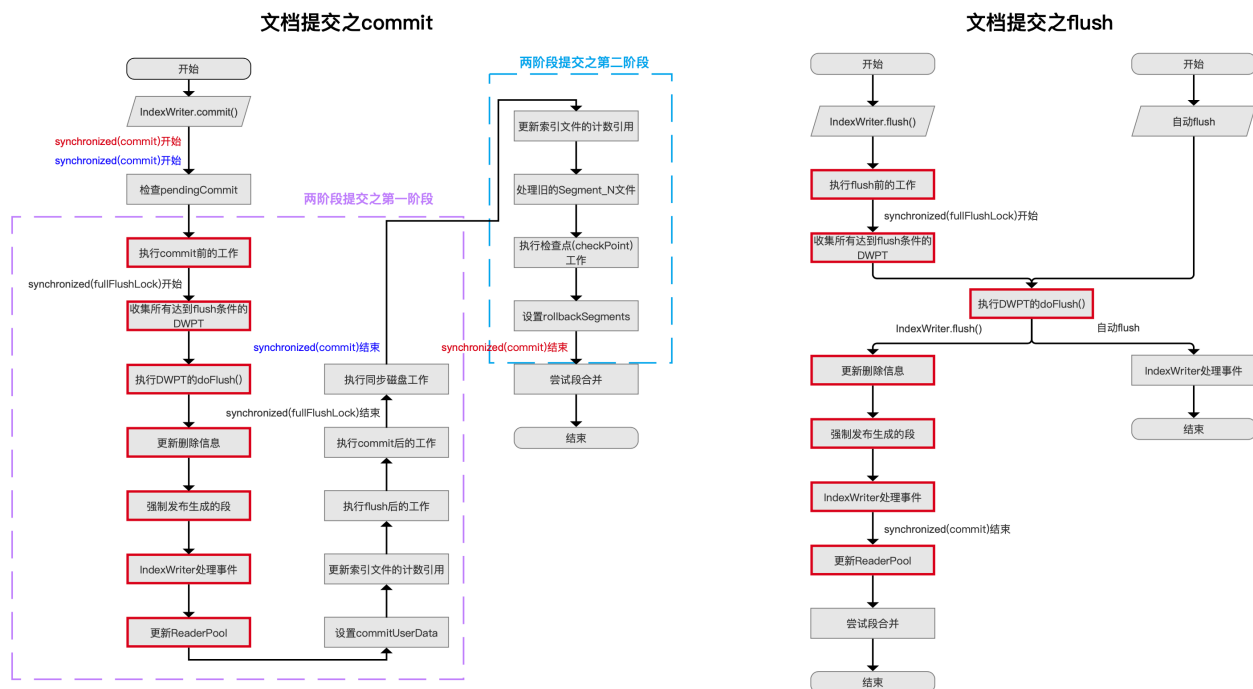 文档提交之commit
开始
IndexWriter.commit()
synchronized(commit)开始
synchronized(commit)开始
检查pendingCommit
两阶段提交之第一阶段
执行commit前的工作
synchronized(fullFlushLock)开始
收集所有达到flush条件的
DWPT
执行DWPT的doFlush()
更新删除信息
强制发布生成的段
IndexWriter处理事件
更新ReaderPool
设置commitUserData
更新索引文件的计数引用
执行flush后的工作
执行commit后的工作
synchronized(fullFlushLock)结束
执行同步磁盘工作
synchronized(commit)结束
两阶段提交之第二阶段
更新索引文件的计数引用
处理旧的Segment_N文件
执行检查点(checkPoint)
工作
设置rollbackSegments
synchronized(commit)结束
尝试段合并
结束
文档提交之flush
开始
IndexWriter.flush()
执行flush前的工作
synchronized(fullFlushLock)开始
收集所有达到flush条件的
DWPT
开始
自动flush
执行DWPT的doFlush()
IndexWriter.flush()
自动flush
更新删除信息
强制发布生成的段
IndexWriter处理事件
synchronized(commit)结束
更新ReaderPool
尝试段合并
结束
IndexWriter处理事件
结束